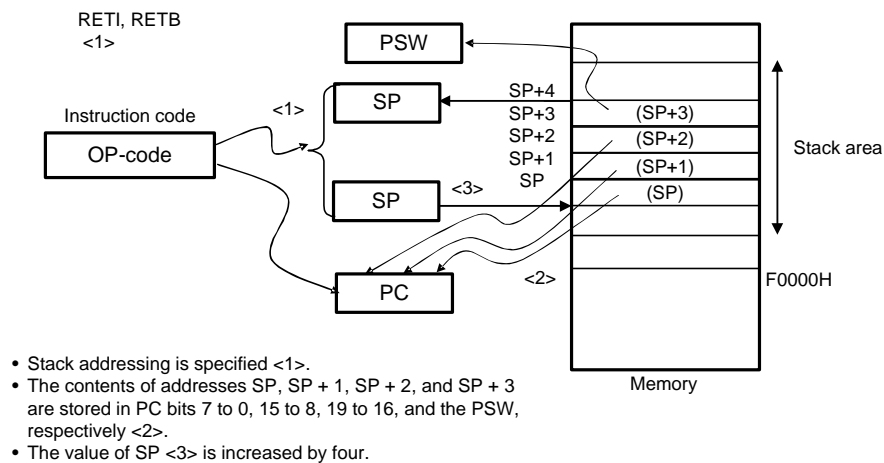 RETI, RETB
<1>
PSW
SP+4
SP
<1>
SP+3
(SP+3)
Instruction code
SP+2
(SP+2)
OP-code
Stack area
SP+1
(SP+1)
SP
<3>
SP
(SP)
PC
<2>
F0000H
Memory
• Stack addressing is specified <1>.
• The contents of addresses SP, SP + 1, SP + 2, and SP + 3
are stored in PC bits 7 to 0, 15 to 8, 19 to 16, and the PSW,
respectively <2>.
• The value of SP <3> is increased by four.